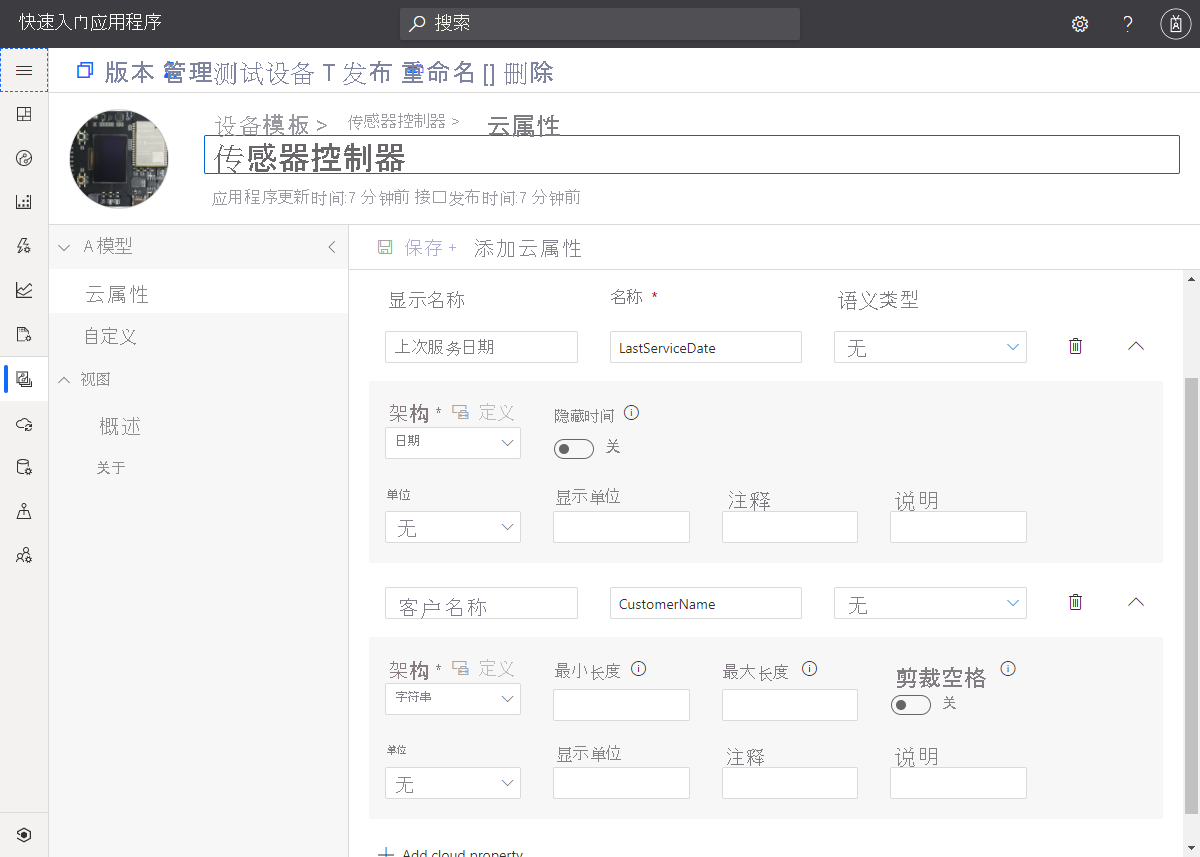 快速入门应用程序
搜索
版本 管理测试设备 T 发布 重命名 [] 删除
设备模板 > 传感器控制器 > 云属性
传感器控制器
应用程序更新时间:7 分钟前 接口发布时间:7 分钟前
A 模型
保存 + 添加云属性
云属性
自定义
视图
概述
关于
显示名称 名称 * 语义类型
上次服务日期 LastServiceDate 无
架构 * 定义 隐藏时间
日期 关
单位 显示单位 注释 说明
无
客户名称 CustomerName 无
架构 * 定义 最小长度 最大长度 剪裁空格
字符串 关
单位 显示单位 注释 说明
无
Add cloud property